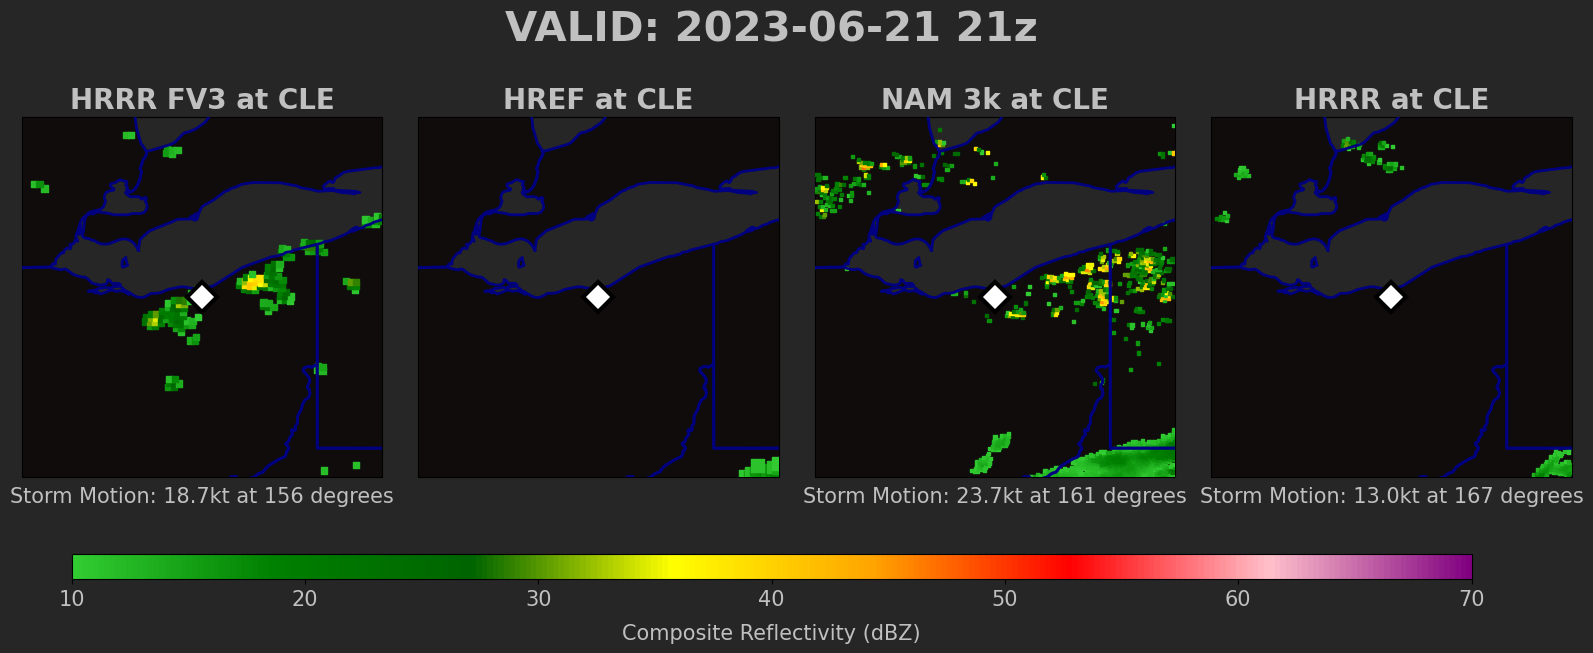 VALID: 2023-06-21 21z
HRRR FV3 at CLE
HREF at CLE
NAM 3k at CLE
HRRR at CLE
Storm Motion: 18.7kt at 156 degrees
Storm Motion: 23.7kt at 161 degrees
Storm Motion: 13.0kt at 167 degrees
10 20 30 40 50 60 70
Composite Reflectivity (dBZ)